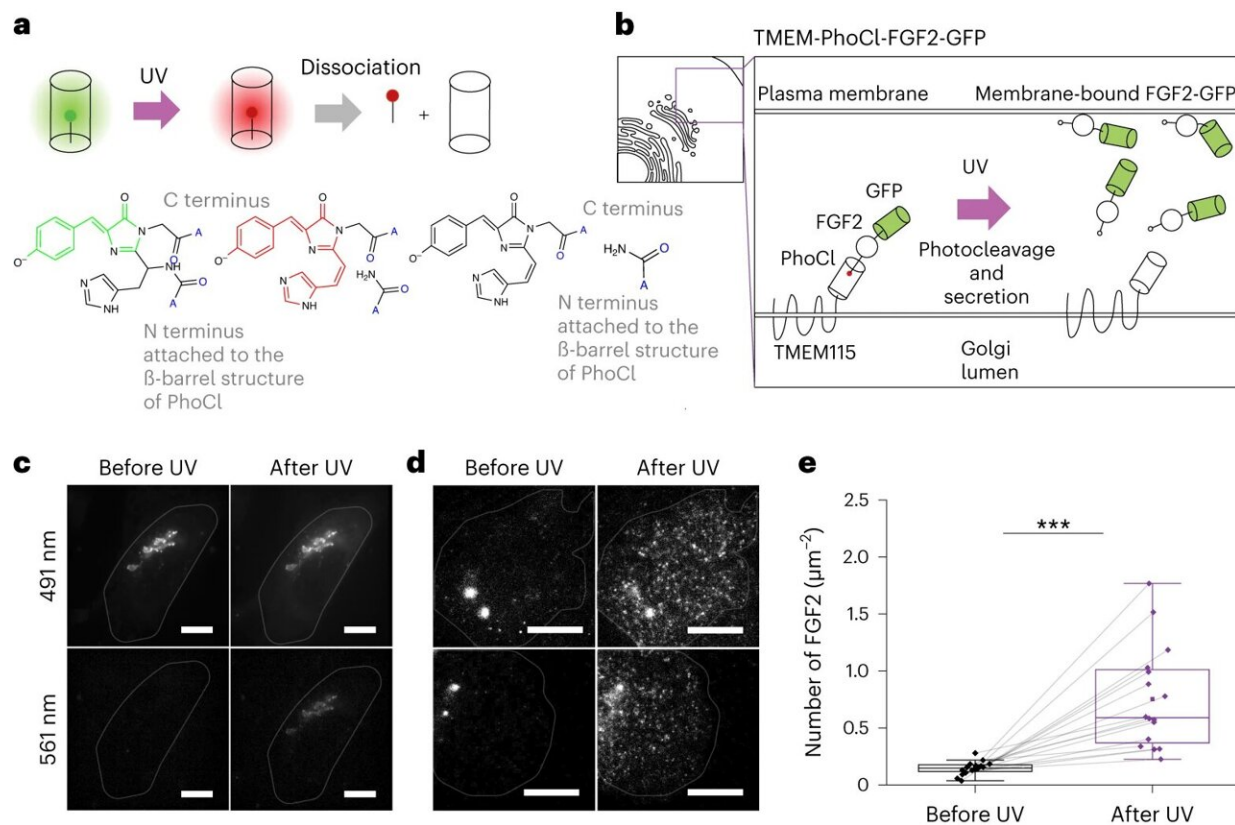 a
UV
Dissociation
+
C terminus
O
N
N
O
A
NH
O
A
O⁻
N
NH
N terminus
attached to the
ß-barrel structure
of PhoCl
O
N
N
O
A
H₂N
O
A
O⁻
N
NH
C terminus
O
N
N
O
A
O⁻
N
NH
H₂N
O
A
N terminus
attached to the
ß-barrel structure
of PhoCl
b
TMEM-PhoCl-FGF2-GFP
Plasma membrane
Membrane-bound FGF2-GFP
GFP
FGF2
PhoCl
TMEM115
UV
Photocleavage
and
secretion
Golgi
lumen
c
Before UV
After UV
491 nm
561 nm
d
Before UV
After UV
e
Number of FGF2 (µm⁻²)
2.5
2.0
1.5
1.0
0.5
0
***
Before UV
After UV